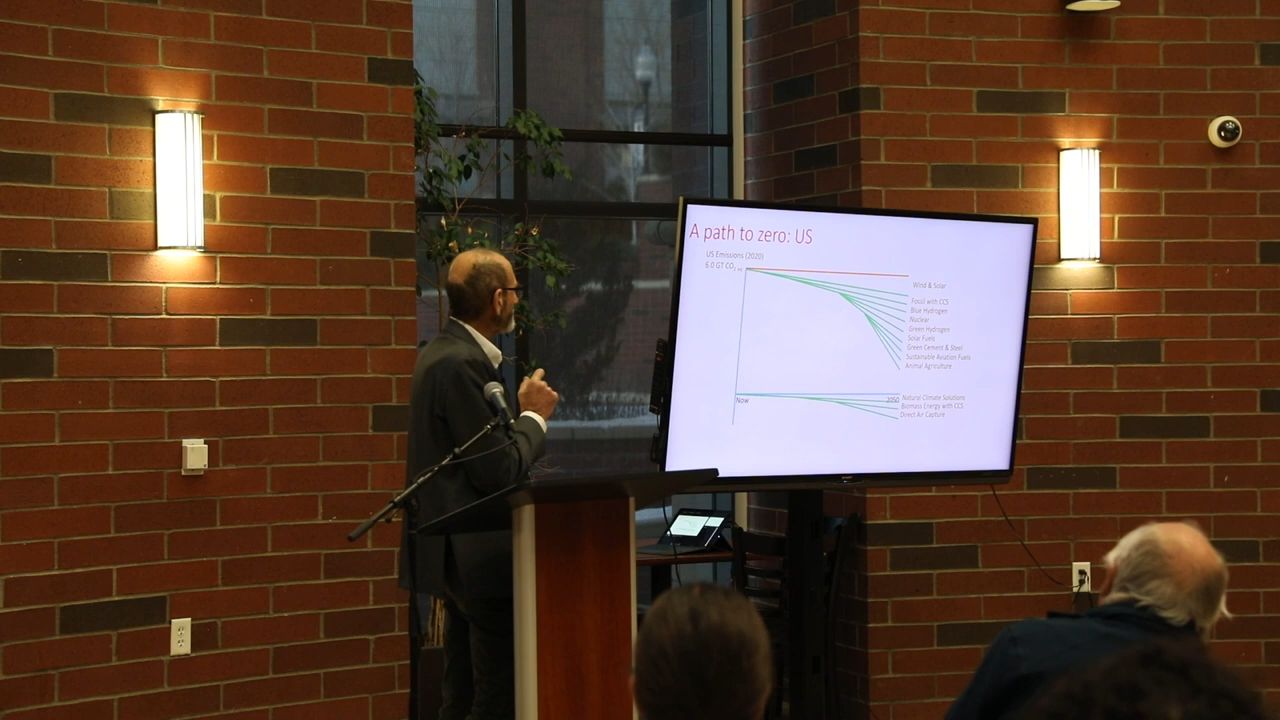 A path to zero: US
US Emissions (2020)
6.0 GT CO2
Wind & Solar
Fossil with CCS
Blue Hydrogen
Nuclear
Green Hydrogen
Solar Fuels
Green Cement & Steel
Sustainable Aviation Fuels
Animal Agriculture
Now
2050
Natural Climate Solutions
Biomass Energy with CCS
Direct Air Capture